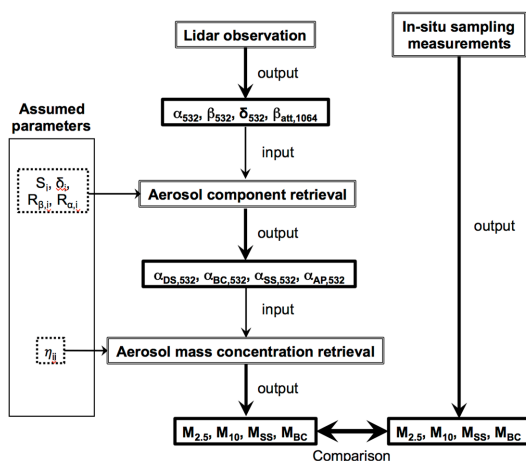 Lidar observation
In-situ sampling
measurements
output
Assumed
parameters
α532, β532, δ532, βatt,1064
input
Si, δi,
Rβ,i, Rα,i
Aerosol component retrieval
output
output
αDS,532, αBC,532, αSS,532, αAP,532
input
ηij
Aerosol mass concentration retrieval
output
M2.5, M10, MSS, MBC
M2.5, M10, MSS, MBC
Comparison